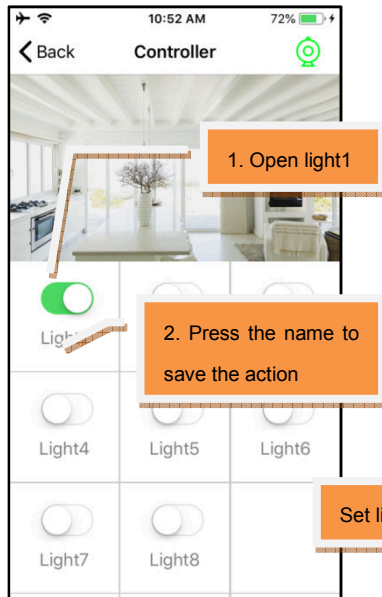 10:52 AM
72%
Back
Controller
1. Open light1
2. Press the name to
save the action
Light4
Light5
Light6
Set
Light7
Light8